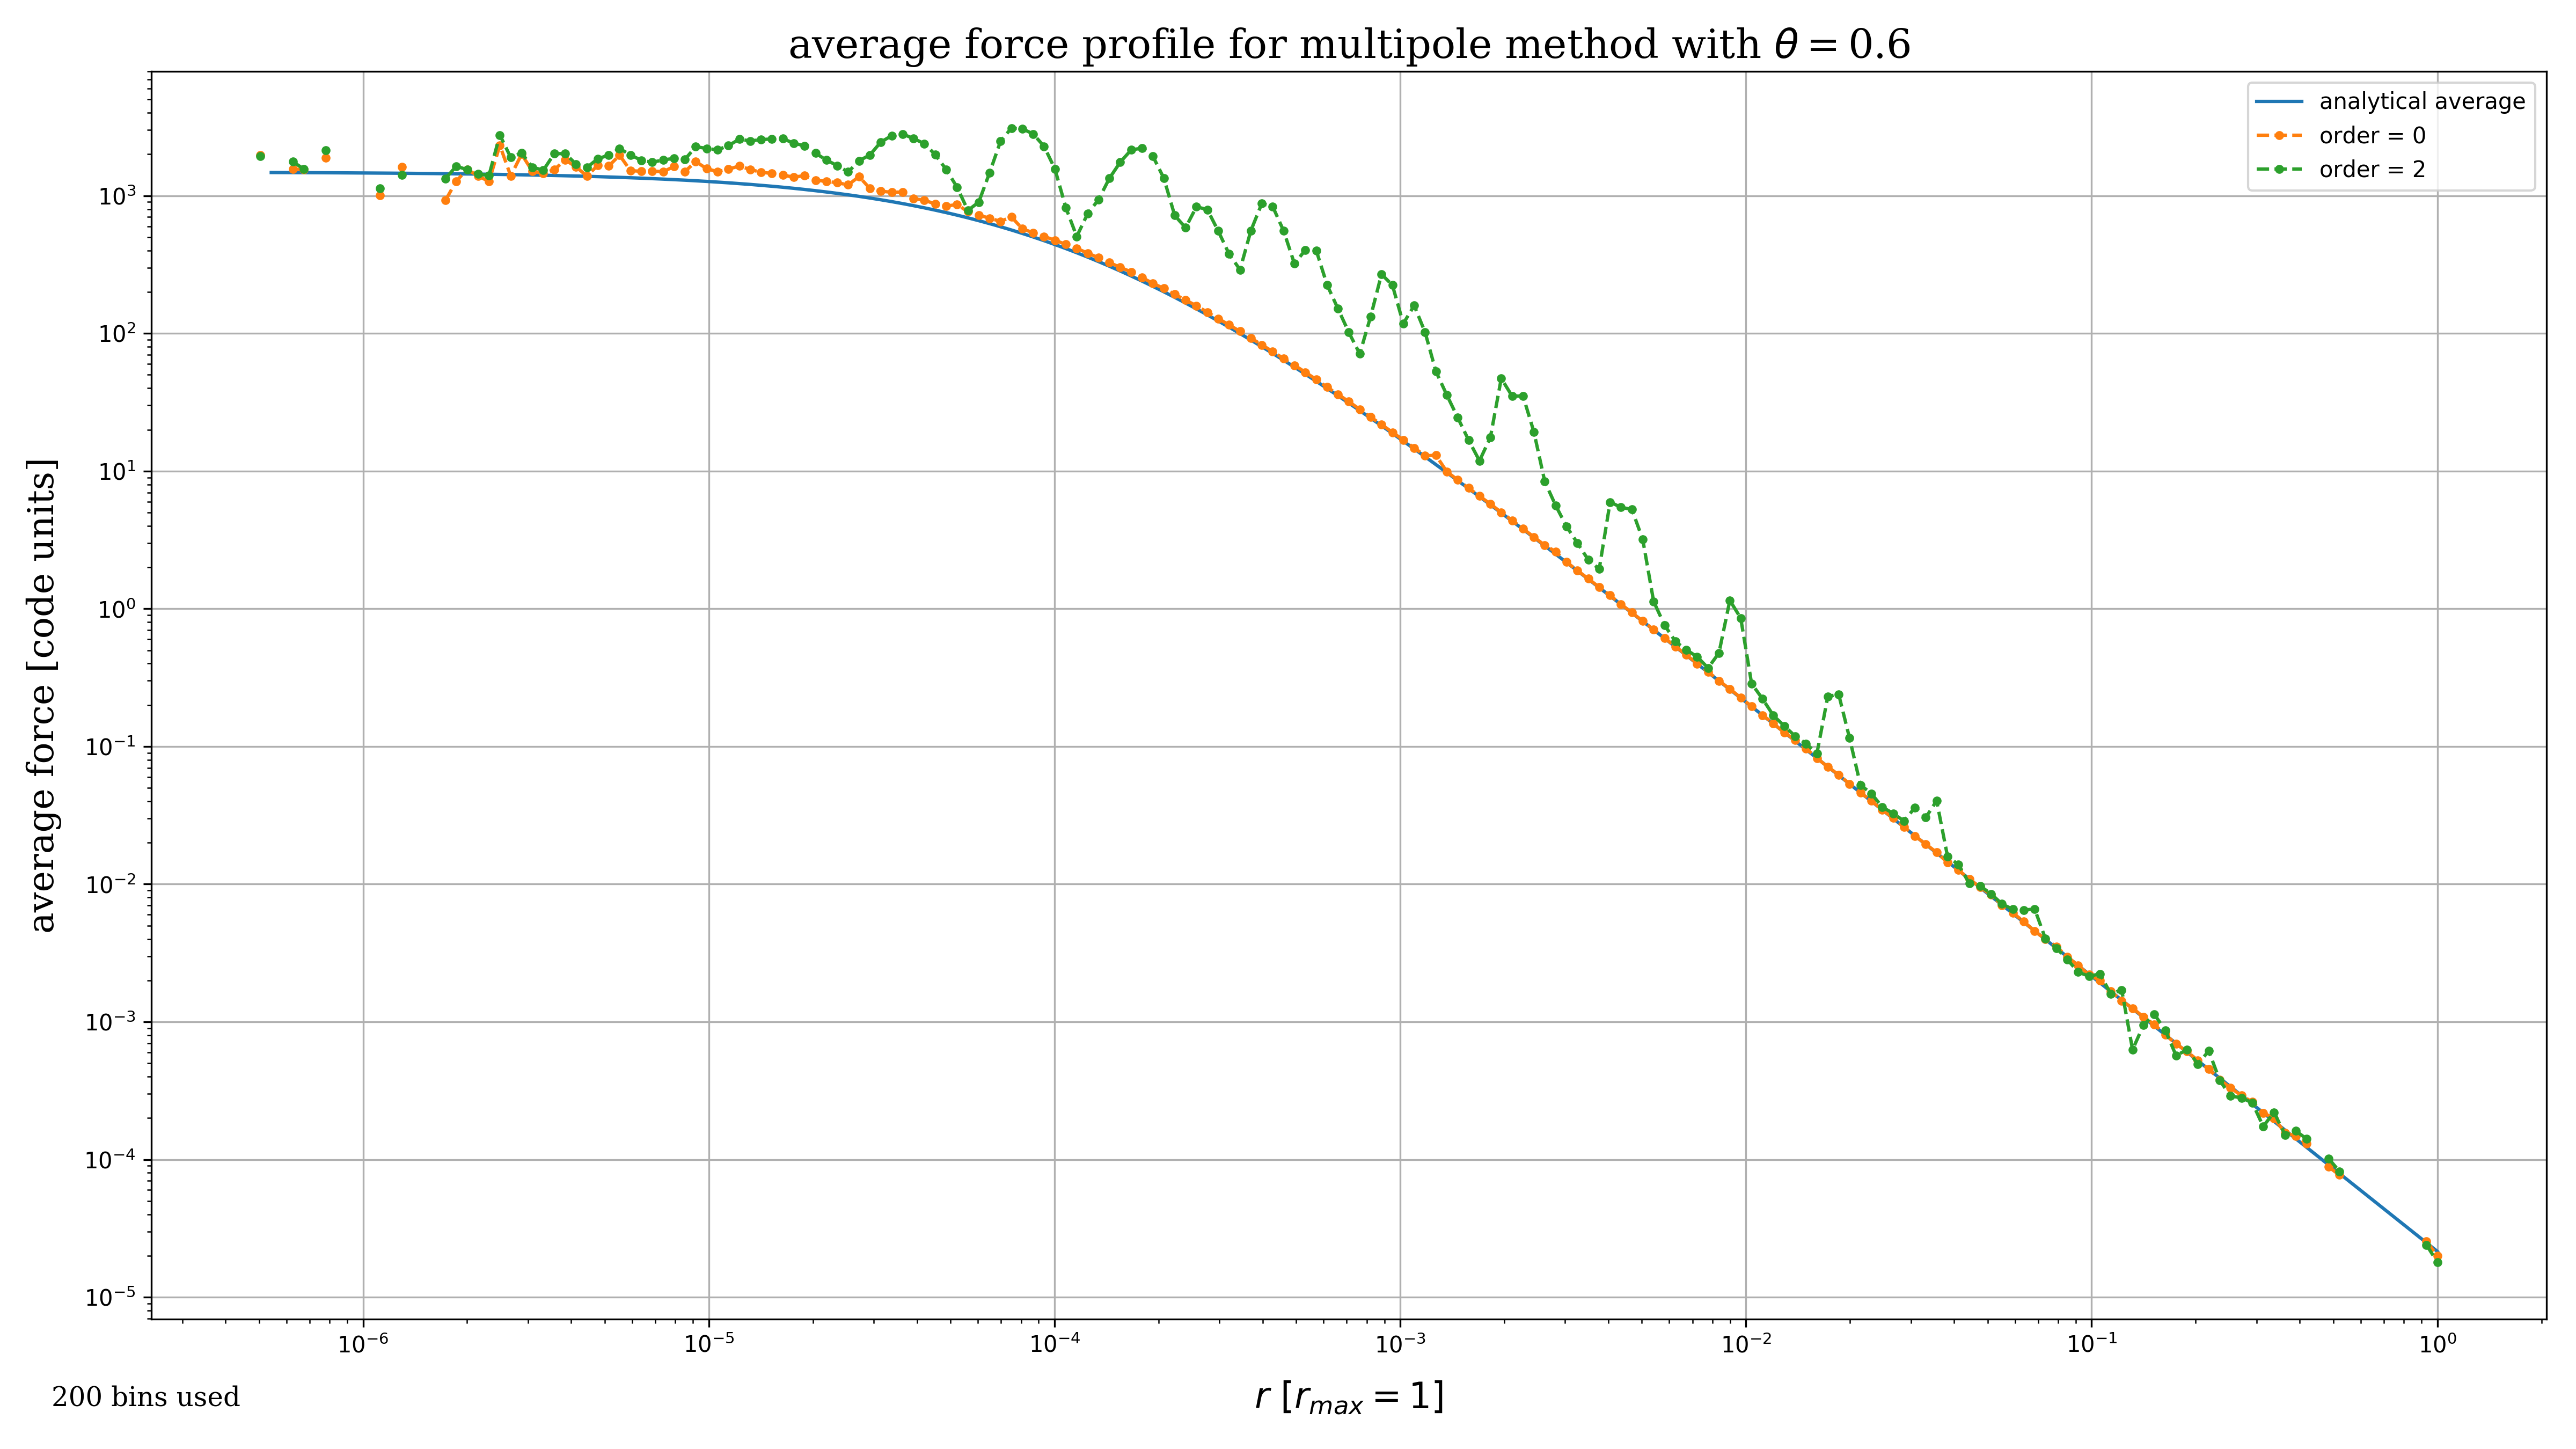 average force profile for multipole method with θ = 0.6
analytical average
order = 0
order = 2
average force [code units]
10³
10²
10¹
10⁰
10⁻¹
10⁻²
10⁻³
10⁻⁴
10⁻⁵
10⁻⁶
10⁻⁵
10⁻⁴
10⁻³
10⁻²
10⁻¹
10⁰
r [r_max = 1]
200 bins used